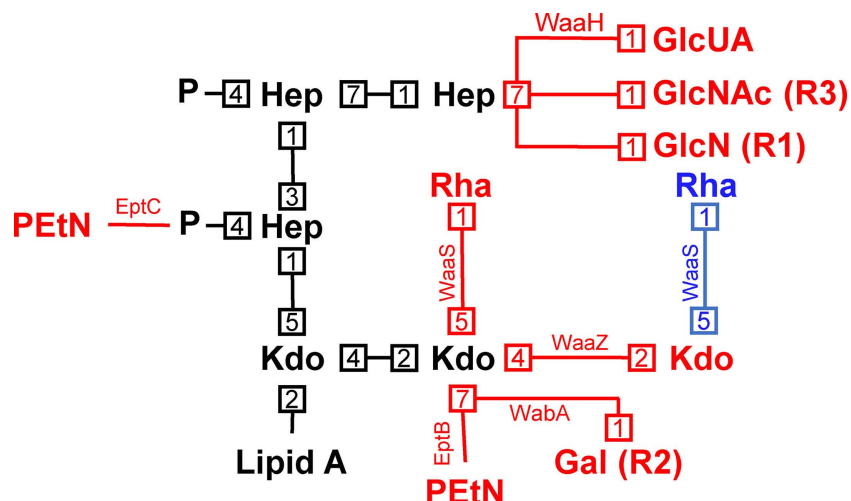 WaaH
1 GlcUA
P 4 Hep 7 1 Hep 7 1 GlcNAc (R3)
1 GlcN (R1)
1
3
Rha Rha
1 1
PEtN EptC P 4 Hep
1
WaaS WaaS
5 5 5
Kdo 4 2 Kdo 4 WaaZ 2 Kdo
2 7 WabA 1
EptB
Lipid A PEtN Gal (R2)